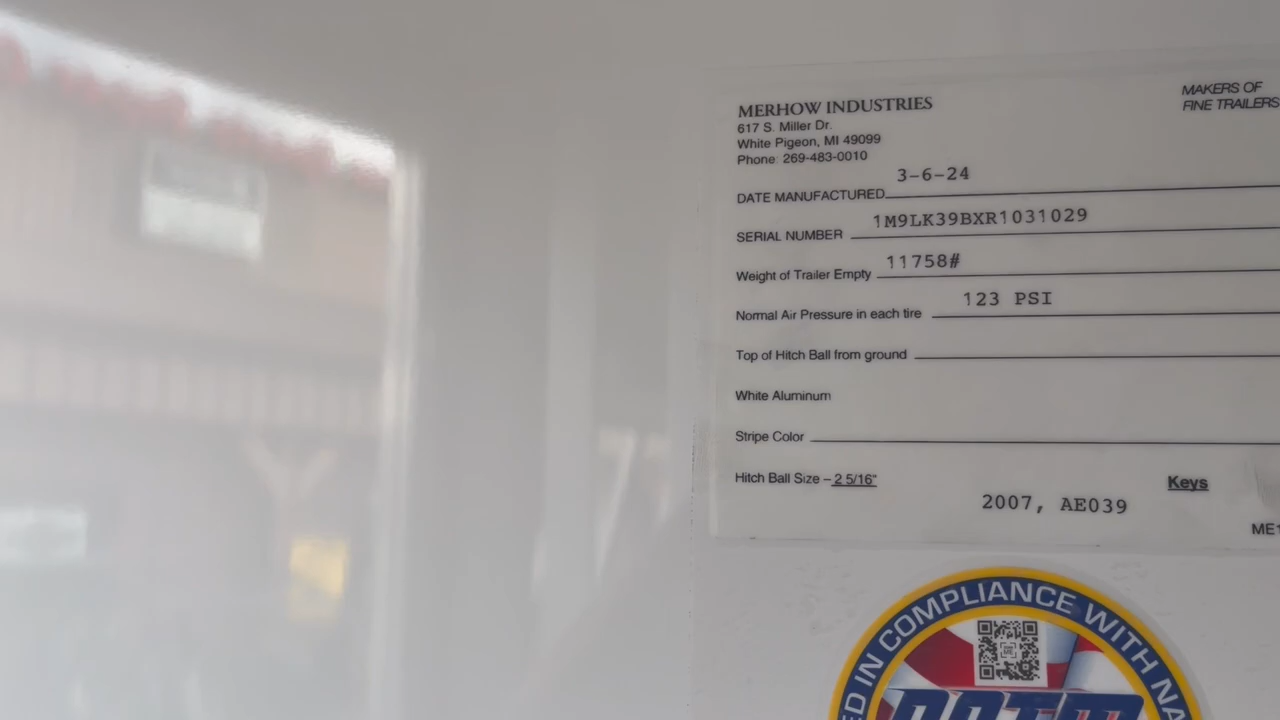 MERHOW INDUSTRIES
617 S. Miller Dr.
White Pigeon, MI 49099
Phone: 269-483-0010
MAKERS OF
FINE TRAILERS
DATE MANUFACTURED 3-6-24
SERIAL NUMBER 1M9LK39BXR1031029
Weight of Trailer Empty 11758#
Normal Air Pressure in each tire 123 PSI
Top of Hitch Ball from ground
White Aluminum
Stripe Color
Hitch Ball Size – 2 5/16"
Keys
2007, AE039
IN COMPLIANCE WITH